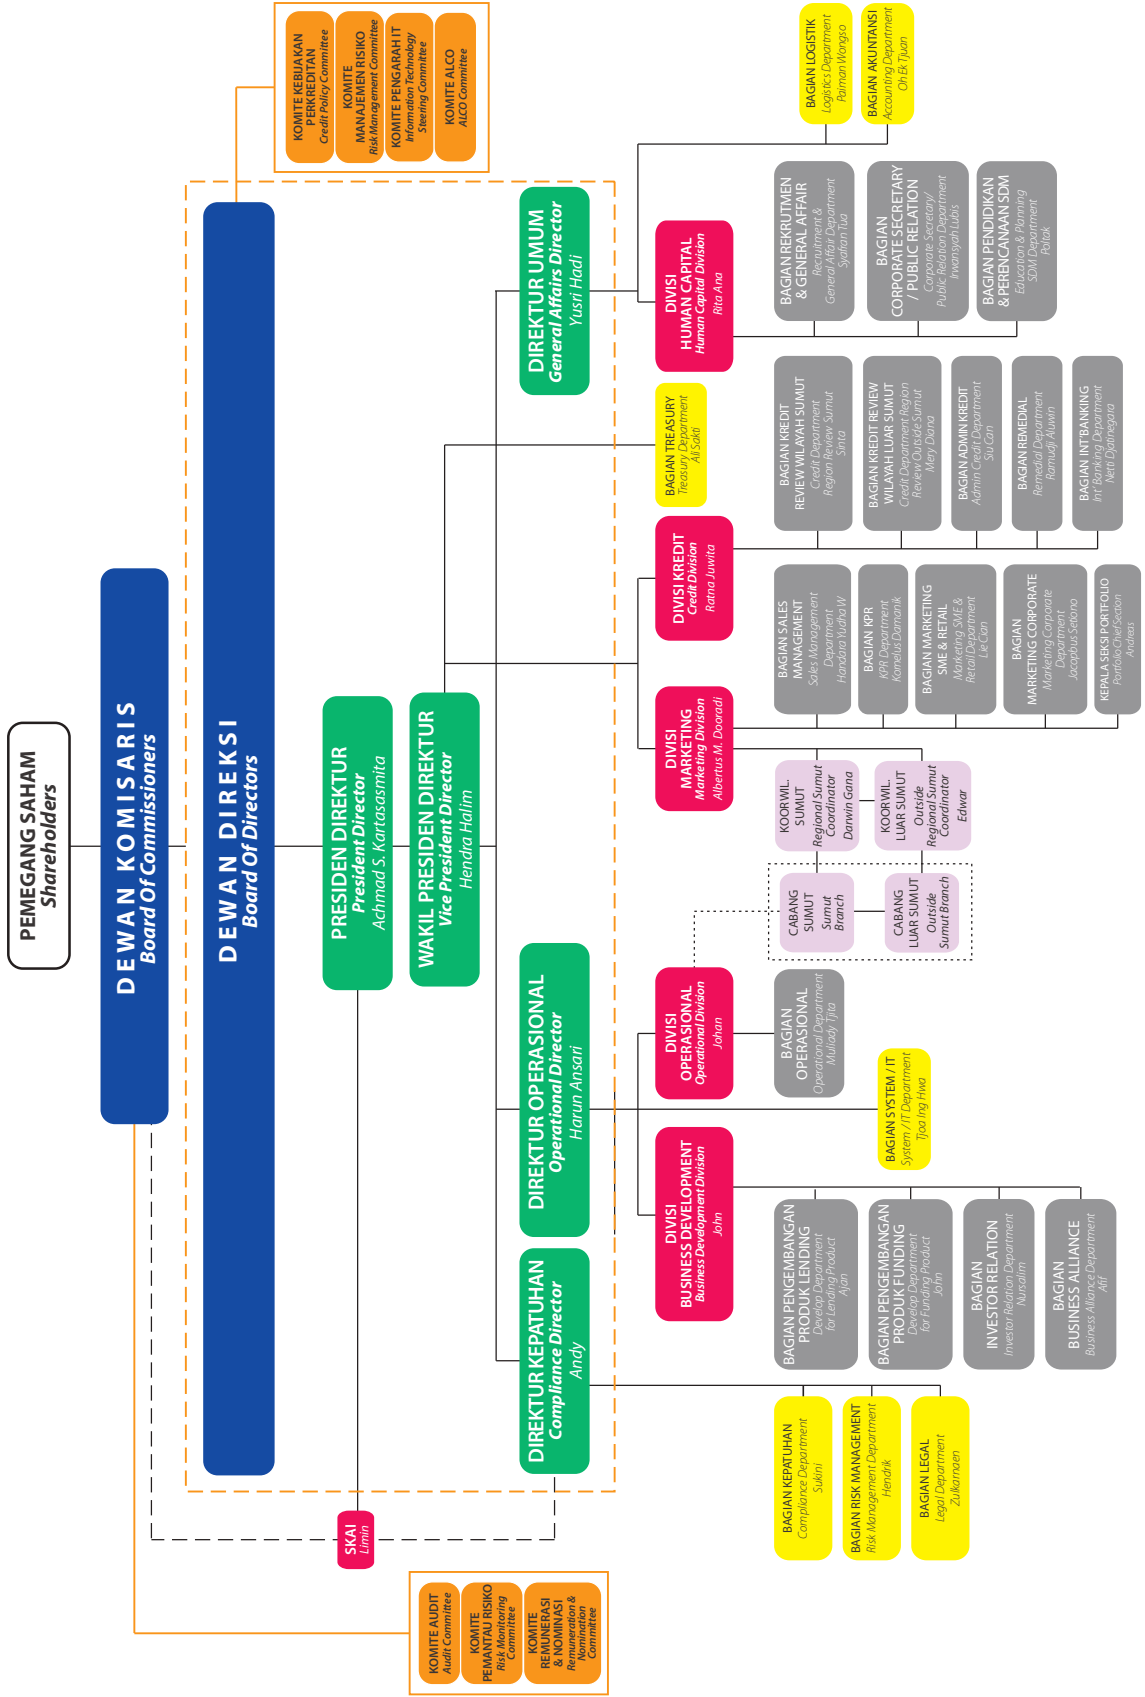 PEMEGANG SAHAM
Shareholders
DEWAN KOMISARIS
Board Of Commissioners
DEWAN DIREKSI
Board Of Directors
KOMITE KEBIJAKAN
PERKREDITAN
Credit Policy Committee
KOMITE
MANAJEMEN RISIKO
Risk Management Committee
KOMITE PENGARAH IT
Information Technology
Steering Committee
KOMITE ALCO
ALCO Committee
KOMITE AUDIT
Audit Committee
KOMITE
PEMANTAU RISIKO
Risk Monitoring
Committee
KOMITE
REMUNERASI
& NOMINASI
Remuneration &
Nomination
Committee
SKAI
Limin
PRESIDEN DIREKTUR
President Director
Achmad S. Kartasasmita
WAKIL PRESIDEN DIREKTUR
Vice President Director
Hendra Halim
DIREKTUR KEPATUHAN
Compliance Director
Andy
DIREKTUR OPERASIONAL
Operational Director
Harun Ansari
DIREKTUR UMUM
General Affairs Director
Yusri Hadi
DIVISI
BUSINESS DEVELOPMENT
Business Development Division
John
DIVISI
OPERASIONAL
Operational Division
Johan
DIVISI
MARKETING
Marketing Division
Albertus M. Dooradi
DIVISI KREDIT
Credit Division
Ratna Juwita
BAGIAN TREASURY
Treasury Department
Ali Sakti
DIVISI
HUMAN CAPITAL
Human Capital Division
Rita Ana
BAGIAN KEPATUHAN
Compliance Department
Sukini
BAGIAN RISK MANAGEMENT
Risk Management Department
Hendrik
BAGIAN LEGAL
Legal Department
Zulkarnaen
BAGIAN PENGEMBANGAN
PRODUK LENDING
Develop Department
for Lending Product
Ajan
BAGIAN PENGEMBANGAN
PRODUK FUNDING
Develop Department
for Funding Product
John
BAGIAN
INVESTOR RELATION
Investor Relation Department
Nursalim
BAGIAN
BUSINESS ALLIANCE
Business Alliance Department
Afif
BAGIAN SYSTEM / IT
System / IT Department
Tjoa Ing Hwa
BAGIAN
OPERASIONAL
Operational Department
Muliady Tjita
CABANG
SUMUT
Sumut
Branch
CABANG
LUAR SUMUT
Outside
Sumut Branch
KOORWIL.
SUMUT
Regional Sumut
Coordinator
Darwin Gana
KOORWIL.
LUAR SUMUT
Outside
Regional Sumut
Coordinator
Edwar
BAGIAN SALES
MANAGEMENT
Sales Management
Department
Handara Yudha W
BAGIAN KPR
KPR Department
Kornelus Damanik
BAGIAN MARKETING
SME & RETAIL
Marketing SME &
Retail Department
Lie Cian
BAGIAN
MARKETING CORPORATE
Marketing Corporate
Department
Jacopbus Setiono
KEPALA SEKSI PORTFOLIO
Portfolio Chief Section
Andreas
BAGIAN KREDIT
REVIEW WILAYAH SUMUT
Credit Department
Region Review Sumut
Sinta
BAGIAN KREDIT REVIEW
WILAYAH LUAR SUMUT
Credit Department Region
Review Outside Sumut
Mery Diana
BAGIAN ADMIN KREDIT
Admin Credit Department
Siu Can
BAGIAN REMEDIAL
Remedial Department
Ramudji Aluwin
BAGIAN INT'BANKING
Int' Banking Department
Netti Djatinegara
BAGIAN REKRUTMEN
& GENERAL AFFAIR
Recruitment &
General Affair Department
Syafran Tua
BAGIAN
CORPORATE SECRETARY
/ PUBLIC RELATION
Corporate Secretary/
Public Relation Department
Irwansyah Lubis
BAGIAN PENDIDIKAN
& PERENCANAAN SDM
Education & Planning
SDM Department
Poltak
BAGIAN LOGISTIK
Logistics Department
Paiman Wongso
BAGIAN AKUNTANSI
Accounting Department
Oh Ek Tjuan